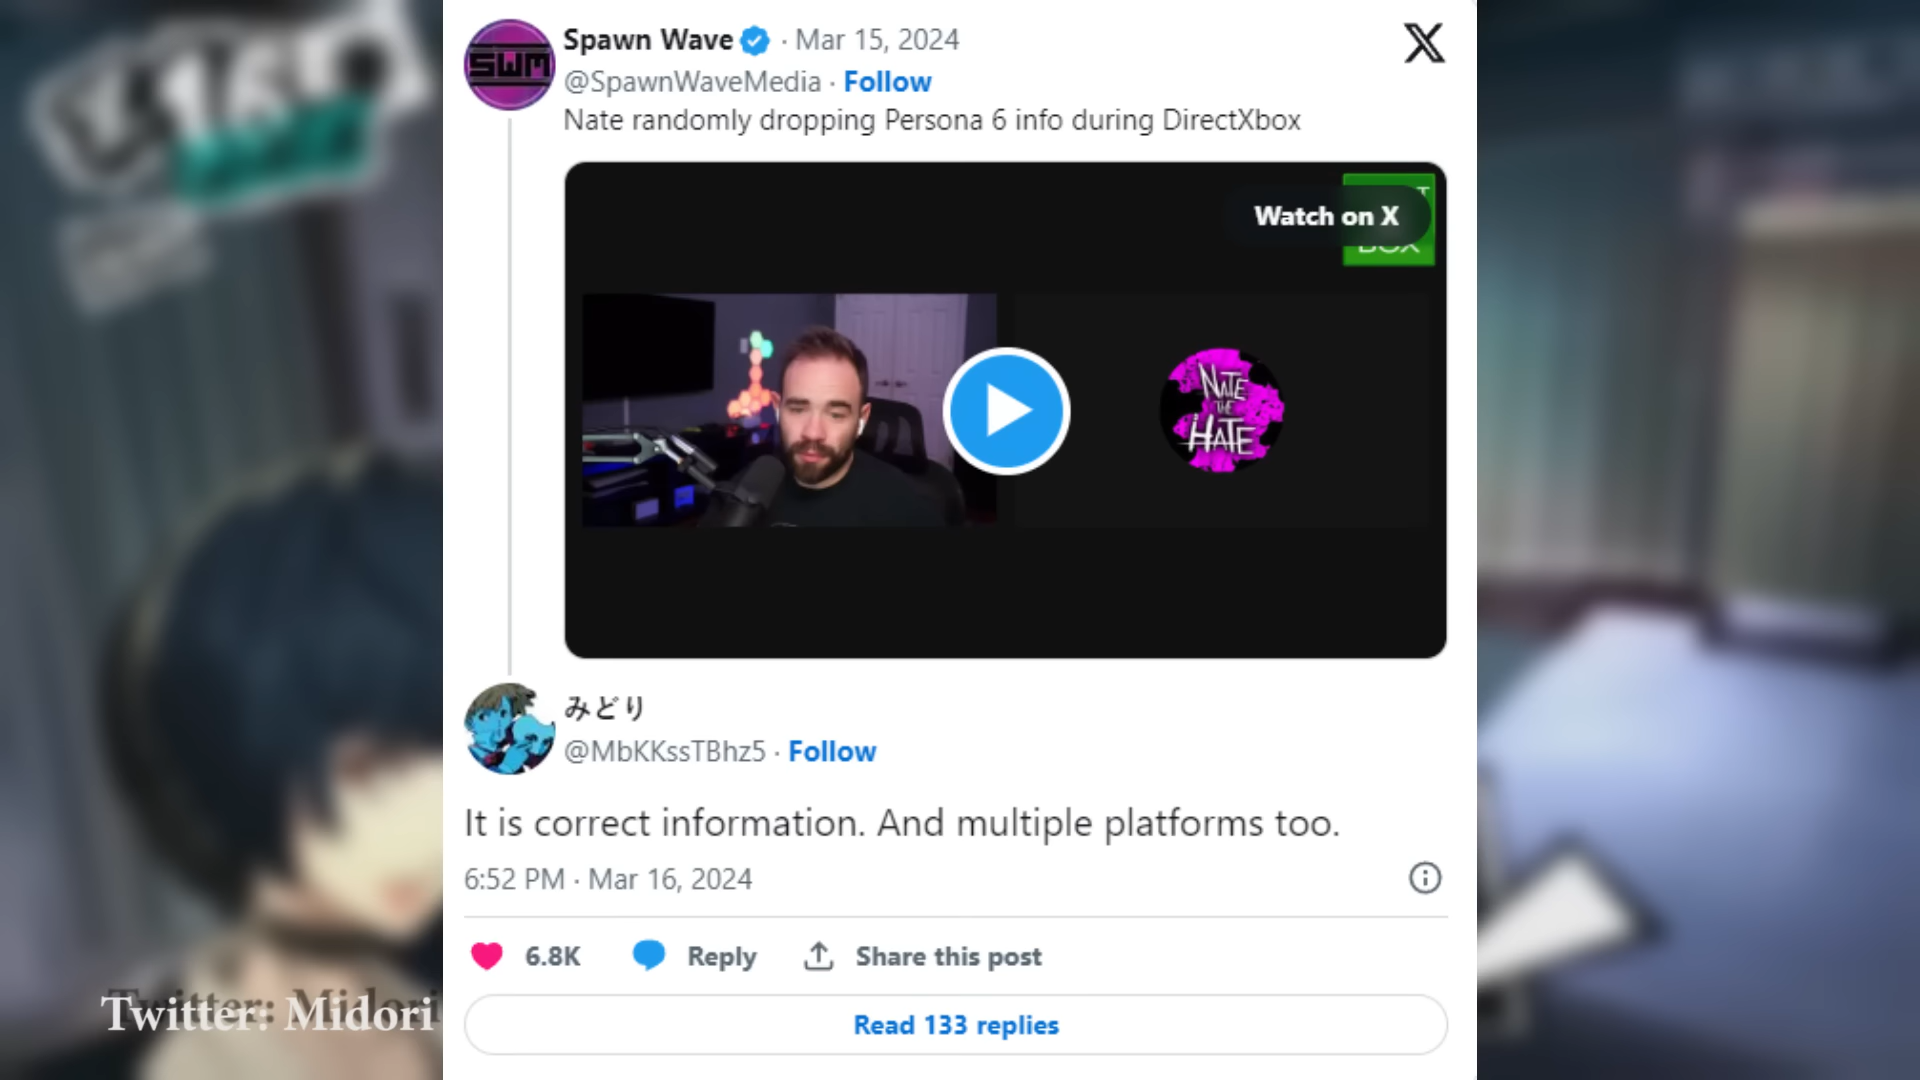 Spawn Wave · Mar 15, 2024
@SpawnWaveMedia · Follow
Nate randomly dropping Persona 6 info during DirectXbox
Watch on X
BOX
SWM
NATE
THE
HATE
みどり
@MbKKssTBhz5 · Follow
It is correct information. And multiple platforms too.
6:52 PM · Mar 16, 2024
6.8K Reply Share this post
Read 133 replies
Twitter: Midori